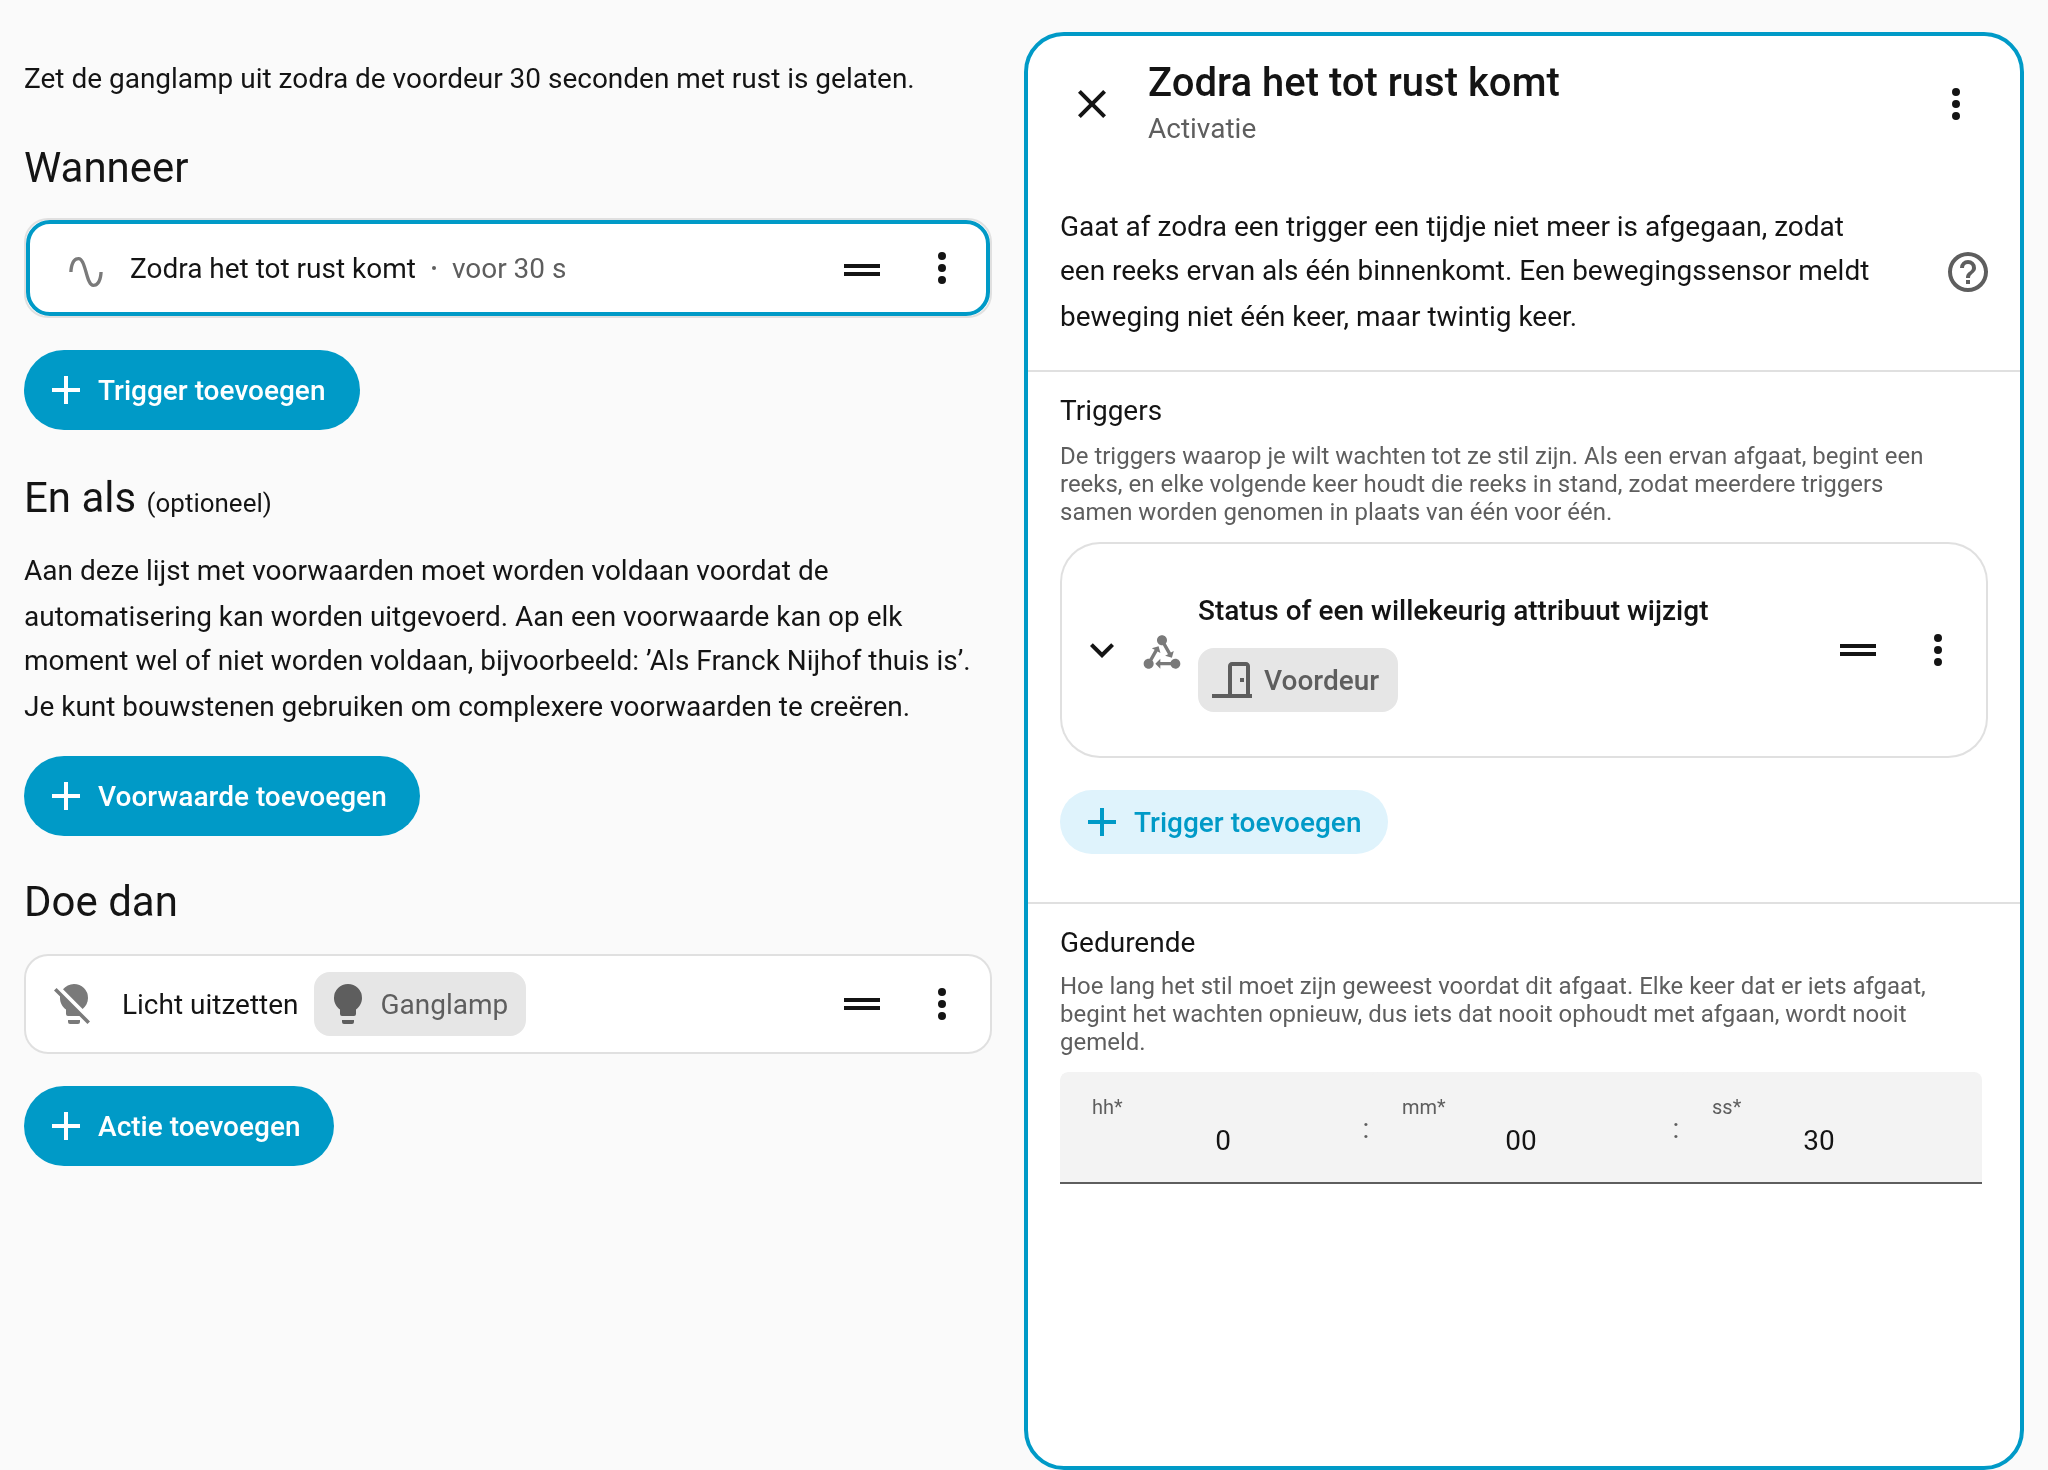 Zet de ganglamp uit zodra de voordeur 30 seconden met rust is gelaten.
Wanneer
Zodra het tot rust komt · voor 30 s
Trigger toevoegen
En als (optioneel)
Aan deze lijst met voorwaarden moet worden voldaan voordat de
automatisering kan worden uitgevoerd. Aan een voorwaarde kan op elk
moment wel of niet worden voldaan, bijvoorbeeld: ’Als Franck Nijhof thuis is’.
Je kunt bouwstenen gebruiken om complexere voorwaarden te creëren.
Voorwaarde toevoegen
Doe dan
Licht uitzetten Ganglamp
Actie toevoegen
Zodra het tot rust komt
Activatie
Gaat af zodra een trigger een tijdje niet meer is afgegaan, zodat
een reeks ervan als één binnenkomt. Een bewegingssensor meldt
beweging niet één keer, maar twintig keer.
Triggers
De triggers waarop je wilt wachten tot ze stil zijn. Als een ervan afgaat, begint een
reeks, en elke volgende keer houdt die reeks in stand, zodat meerdere triggers
samen worden genomen in plaats van één voor één.
Status of een willekeurig attribuut wijzigt
Voordeur
Trigger toevoegen
Gedurende
Hoe lang het stil moet zijn geweest voordat dit afgaat. Elke keer dat er iets afgaat,
begint het wachten opnieuw, dus iets dat nooit ophoudt met afgaan, wordt nooit
gemeld.
hh* mm* ss*
0 : 00 : 30